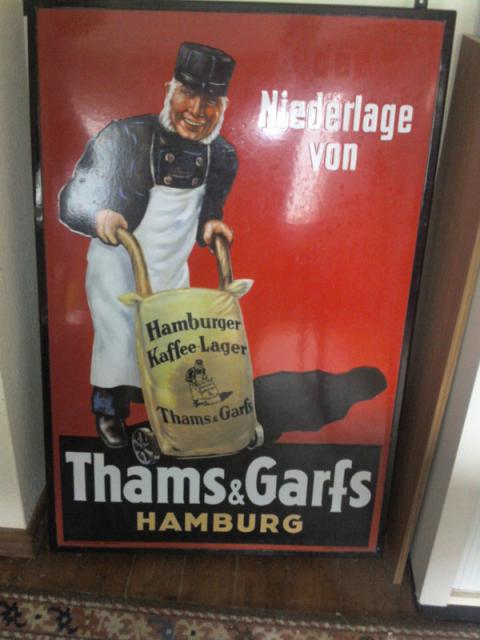 Niederlage
von
Hamburger
Kaffee-Lager
Thams & Garfs
Thams & Garfs
HAMBURG